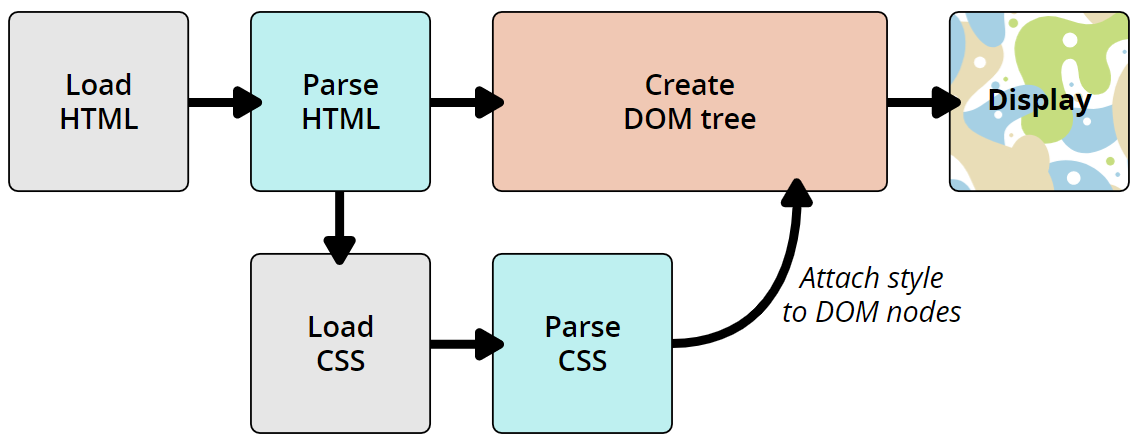 Load
HTML
Parse
HTML
Create
DOM tree
Display
Load
CSS
Parse
CSS
Attach style
to DOM nodes